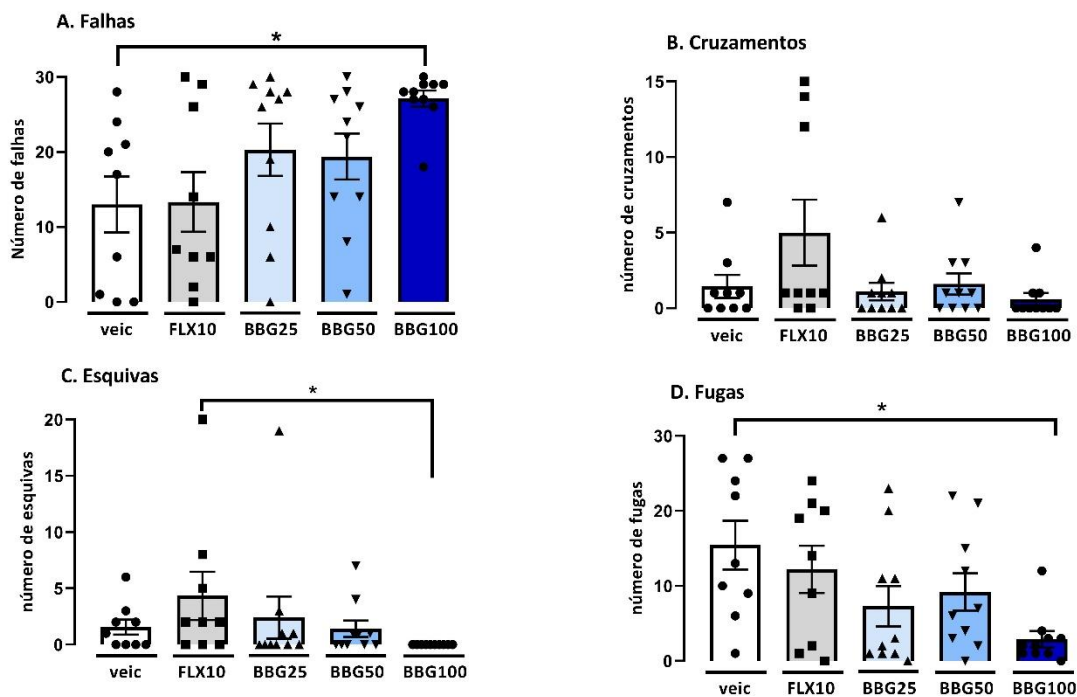 A. Falhas
*
Número de falhas
30
20
10
0
veic FLX10 BBG25 BBG50 BBG100
B. Cruzamentos
número de cruzamentos
15
10
5
0
veic FLX10 BBG25 BBG50 BBG100
C. Esquivas
*
número de esquivas
20
15
10
5
0
veic FLX10 BBG25 BBG50 BBG100
D. Fugas
*
número de fugas
30
20
10
0
veic FLX10 BBG25 BBG50 BBG100